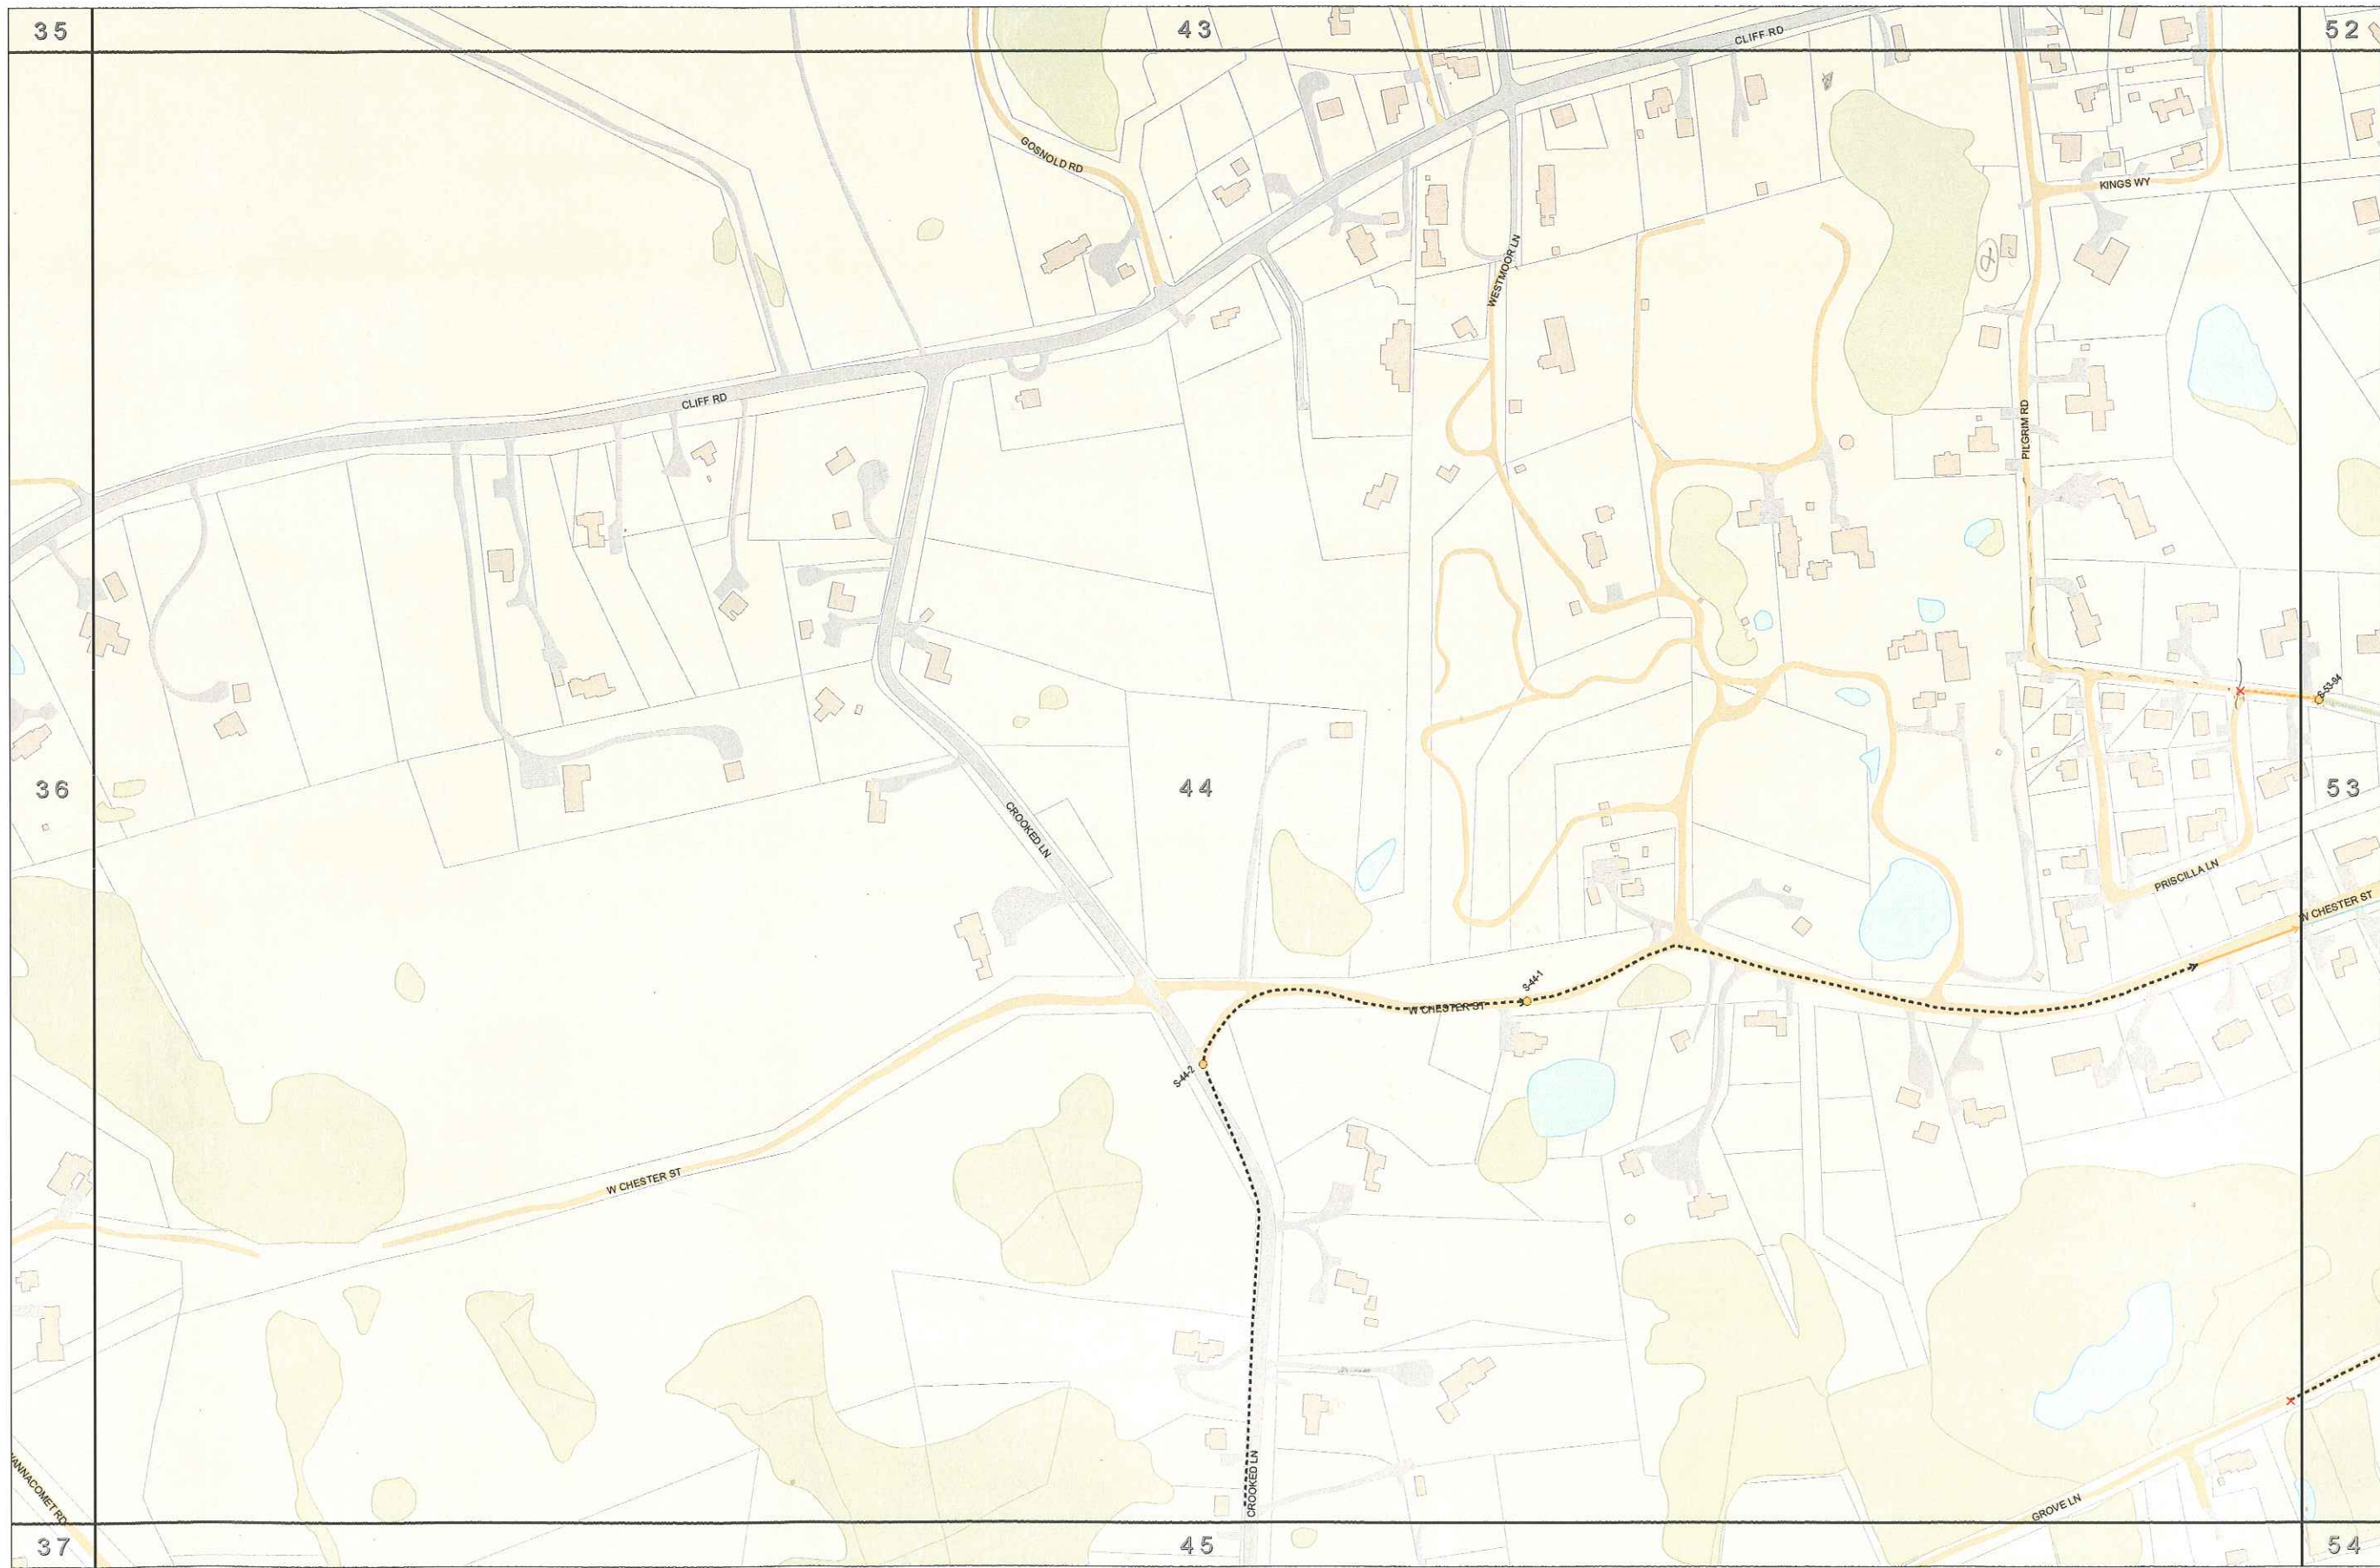 35
43
52
CLIFF RD
GOSNOLD RD
KINGS WY
WESTMOOR LN
CLIFF RD
PILGRIM RD
S-53-94
36
44
53
CROOKED LN
PRISCILLA LN
W CHESTER ST
S-44-1
W CHESTER ST
S-44-2
W CHESTER ST
CROOKED LN
WANNACOMET RD
GROVE LN
37
45
54